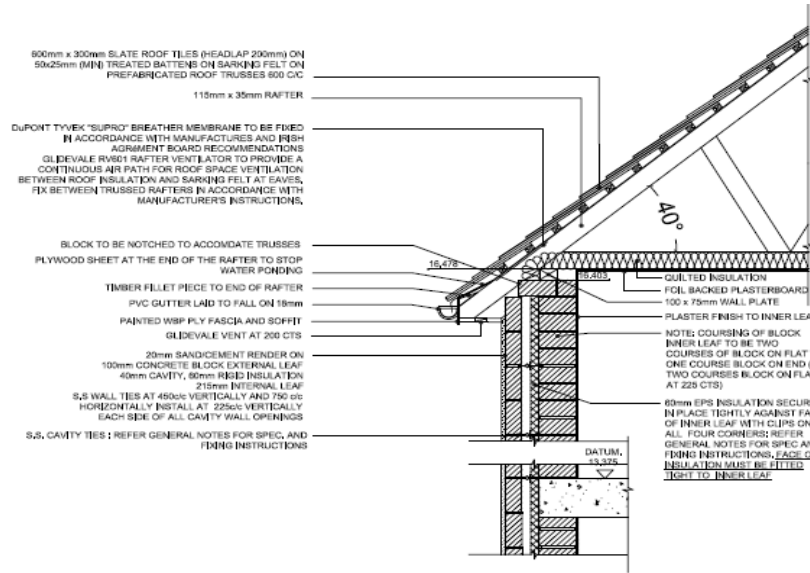 600mm x 300mm SLATE ROOF TILES (HEADLAP 200mm) ON
50x25mm (MIN) TREATED BATTENS ON SARKING FELT ON
PREFABRICATED ROOF TRUSSES 600 C/C
115mm x 35mm RAFTER
DuPONT TYVEK "SUPRO" BREATHER MEMBRANE TO BE FIXED
IN ACCORDANCE WITH MANUFACTURES AND IRISH
AGRéMENT BOARD RECOMMENDATIONS
GLIDEVALE RV601 RAFTER VENTILATOR TO PROVIDE A
CONTINUOUS AIR PATH FOR ROOF SPACE VENTILATION
BETWEEN ROOF INSULATION AND SARKING FELT AT EAVES,
FIX BETWEEN TRUSSED RAFTERS IN ACCORDANCE WITH
MANUFACTURER'S INSTRUCTIONS,
BLOCK TO BE NOTCHED TO ACCOMDATE TRUSSES
PLYWOOD SHEET AT THE END OF THE RAFTER TO STOP
WATER PONDING
TIMBER FILLET PIECE TO END OF RAFTER
PVC GUTTER LAID TO FALL ON 18mm
PAINTED WBP PLY FASCIA AND SOFFIT
GLIDEVALE VENT AT 200 CTS
20mm SAND/CEMENT RENDER ON
100mm CONCRETE BLOCK EXTERNAL LEAF
40mm CAVITY, 60mm RIGID INSULATION
215mm INTERNAL LEAF
S.S WALL TIES AT 450c/c VERTICALLY AND 750 c/c
HORIZONTALLY INSTALL AT 225c/c VERTICALLY
EACH SIDE OF ALL CAVITY WALL OPENINGS
S.S. CAVITY TIES : REFER GENERAL NOTES FOR SPEC, AND
FIXING INSTRUCTIONS
40°
16,478
16,403
QUILTED INSULATION
FOIL BACKED PLASTERBOARD
100 x 75mm WALL PLATE
PLASTER FINISH TO INNER LEA
NOTE: COURSING OF BLOCK
INNER LEAF TO BE TWO
COURSES OF BLOCK ON FLAT
ONE COURSE BLOCK ON END (
TWO COURSES BLOCK ON FLA
AT 225 CTS)
60mm EPS INSULATION SECUR
IN PLACE TIGHTLY AGAINST FA
OF INNER LEAF WITH CLIPS ON
ALL FOUR CORNERS: REFER
GENERAL NOTES FOR SPEC AN
FIXING INSTRUCTIONS, FACE O
INSULATION MUST BE FITTED
TIGHT TO INNER LEAF
DATUM.
13,375